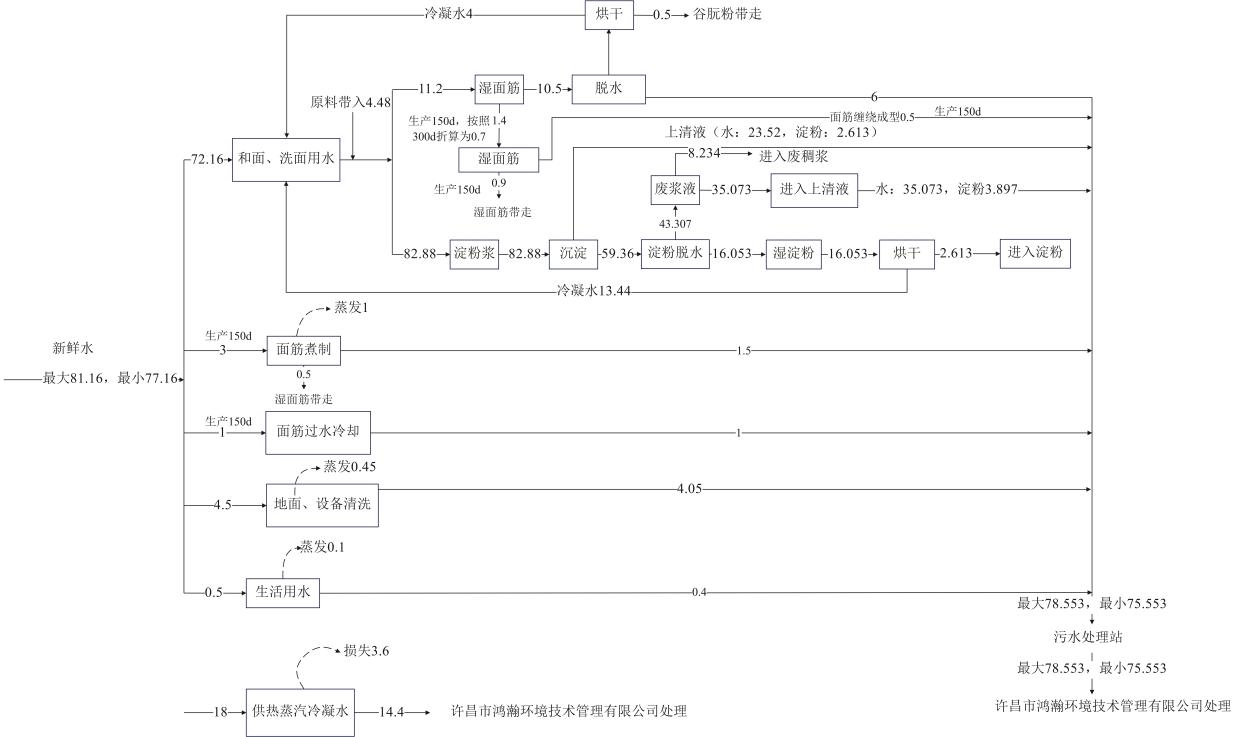 冷凝水4
烘干
0.5
谷朊粉带走
11.2
湿面筋
10.5
脱水
6
原料带入4.48
生产150d，按照1.4
300d折算为0.7
面筋缠绕成型0.5
生产150d
上清液（水：23.52，淀粉：2.613）
72.16
和面、洗面用水
湿面筋
8.234
进入废稠浆
0.9
生产150d
湿面筋带走
废浆液
35.073
进入上清液
水：35.073，淀粉3.897
43.307
82.88
淀粉浆
82.88
沉淀
59.36
淀粉脱水
16.053
湿淀粉
16.053
烘干
2.613
进入淀粉
冷凝水13.44
蒸发1
新鲜水
最大81.16，最小77.16
生产150d
3
面筋煮制
1.5
0.5
湿面筋带走
生产150d
1
面筋过水冷却
1
蒸发0.45
4.5
地面、设备清洗
4.05
蒸发0.1
0.5
生活用水
0.4
最大78.553，最小75.553
污水处理站
最大78.553，最小75.553
许昌市鸿瀚环境技术管理有限公司处理
损失3.6
18
供热蒸汽冷凝水
14.4
许昌市鸿瀚环境技术管理有限公司处理